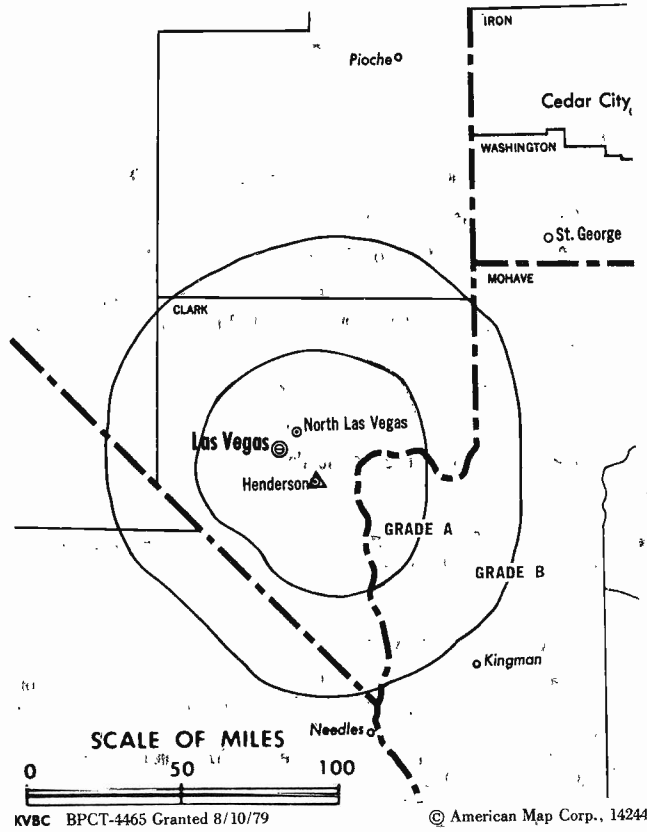 IRON
Pioche
Cedar City
WASHINGTON
St. George
MOHAVE
CLARK
North Las Vegas
Las Vegas
Henderson
GRADE A
GRADE B
Kingman
Needles
SCALE OF MILES
0 50 100
KVBC BPCT-4465 Granted 8/10/79 © American Map Corp., 14244